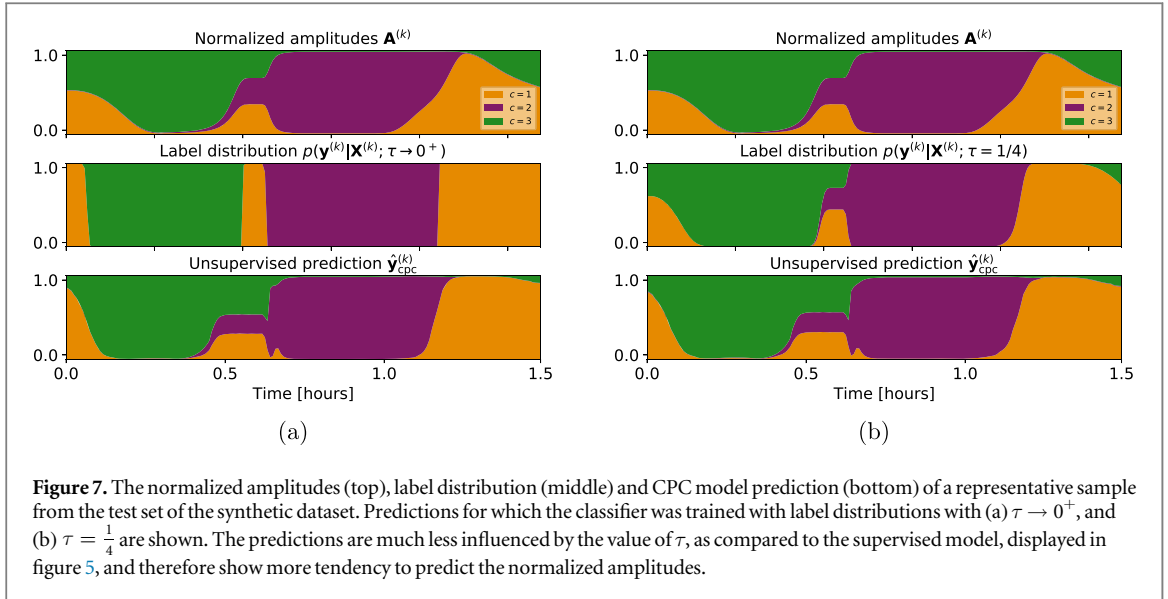 Normalized amplitudes A^(k)
1.0
0.0
c = 1
c = 2
c = 3
Label distribution p(y^(k)|X^(k); τ → 0⁺)
1.0
0.0
Unsupervised prediction ŷ_cpc^(k)
1.0
0.0
0.0 0.5 1.0 1.5
Time [hours]
(a)
Normalized amplitudes A^(k)
1.0
0.0
c = 1
c = 2
c = 3
Label distribution p(y^(k)|X^(k); τ = 1/4)
1.0
0.0
Unsupervised prediction ŷ_cpc^(k)
1.0
0.0
0.0 0.5 1.0 1.5
Time [hours]
(b)
Figure 7. The normalized amplitudes (top), label distribution (middle) and CPC model prediction (bottom) of a representative sample
from the test set of the synthetic dataset. Predictions for which the classifier was trained with label distributions with (a) τ → 0⁺, and
(b) τ = 1/4 are shown. The predictions are much less influenced by the value of τ, as compared to the supervised model, displayed in
figure 5, and therefore show more tendency to predict the normalized amplitudes.